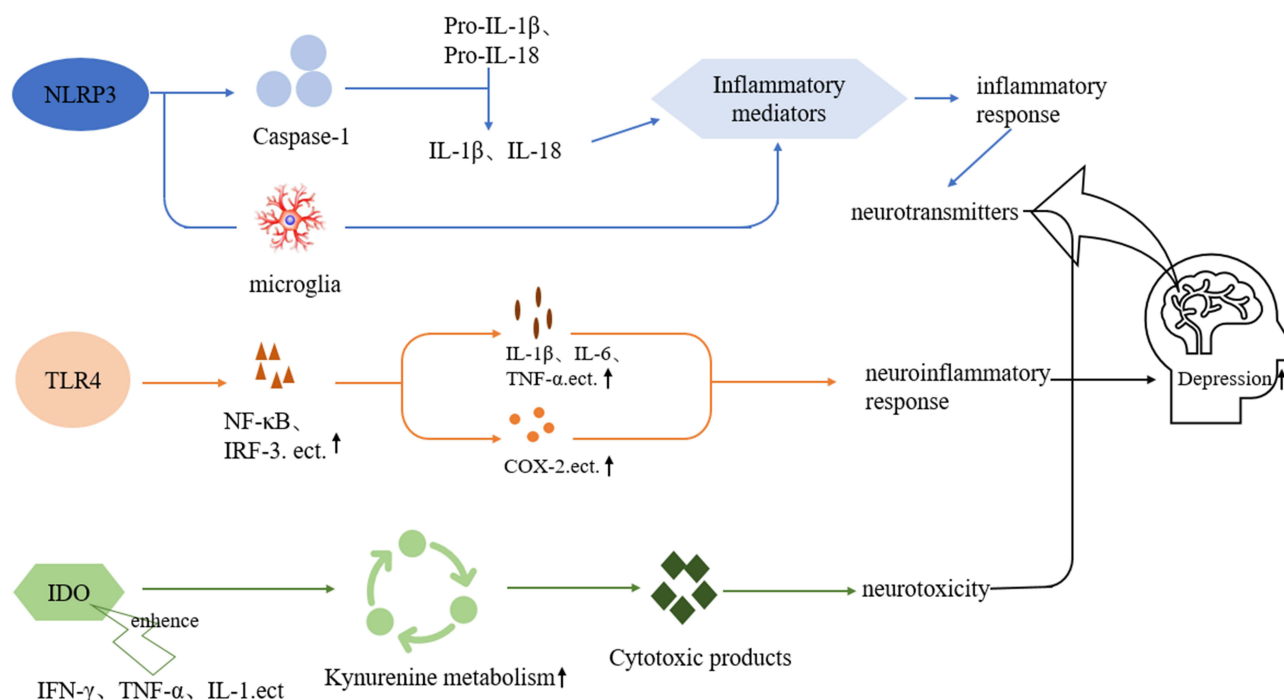 Pro-IL-1β、
Pro-IL-18
NLRP3
Caspase-1
IL-1β、IL-18
Inflammatory
mediators
inflammatory
response
neurotransmitters
microglia
TLR4
NF-κB、
IRF-3. ect.
IL-1β、IL-6、
TNF-α.ect.
COX-2.ect.
neuroinflammatory
response
Depression
IDO
enhence
IFN-γ、TNF-α、IL-1.ect
Kynurenine metabolism
Cytotoxic products
neurotoxicity